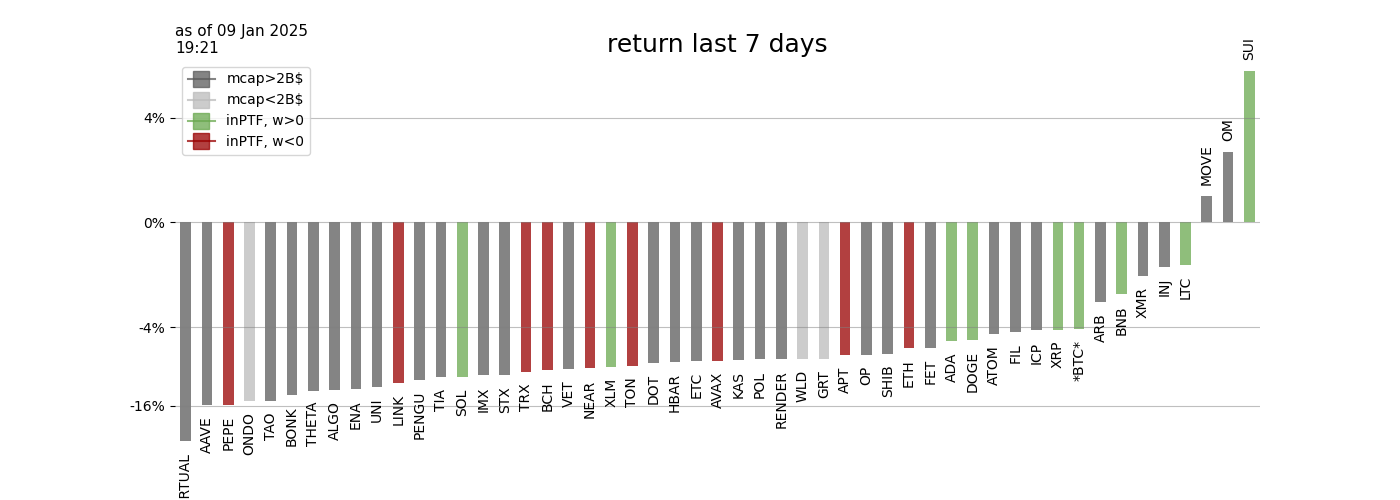 as of 09 Jan 2025
19:21
return last 7 days
mcap>2B$
mcap<2B$
inPTF, w>0
inPTF, w<0
4%
0%
-4%
-16%
RTUAL
AAVE
PEPE
ONDO
TAO
BONK
THETA
ALGO
ENA
UNI
LINK
PENGU
TIA
SOL
IMX
STX
TRX
BCH
VET
NEAR
XLM
TON
DOT
HBAR
ETC
AVAX
KAS
POL
RENDER
WLD
GRT
APT
OP
SHIB
ETH
FET
ADA
DOGE
ATOM
FIL
ICP
XRP
*BTC*
ARB
BNB
XMR
INJ
LTC
MOVE
OM
SUI